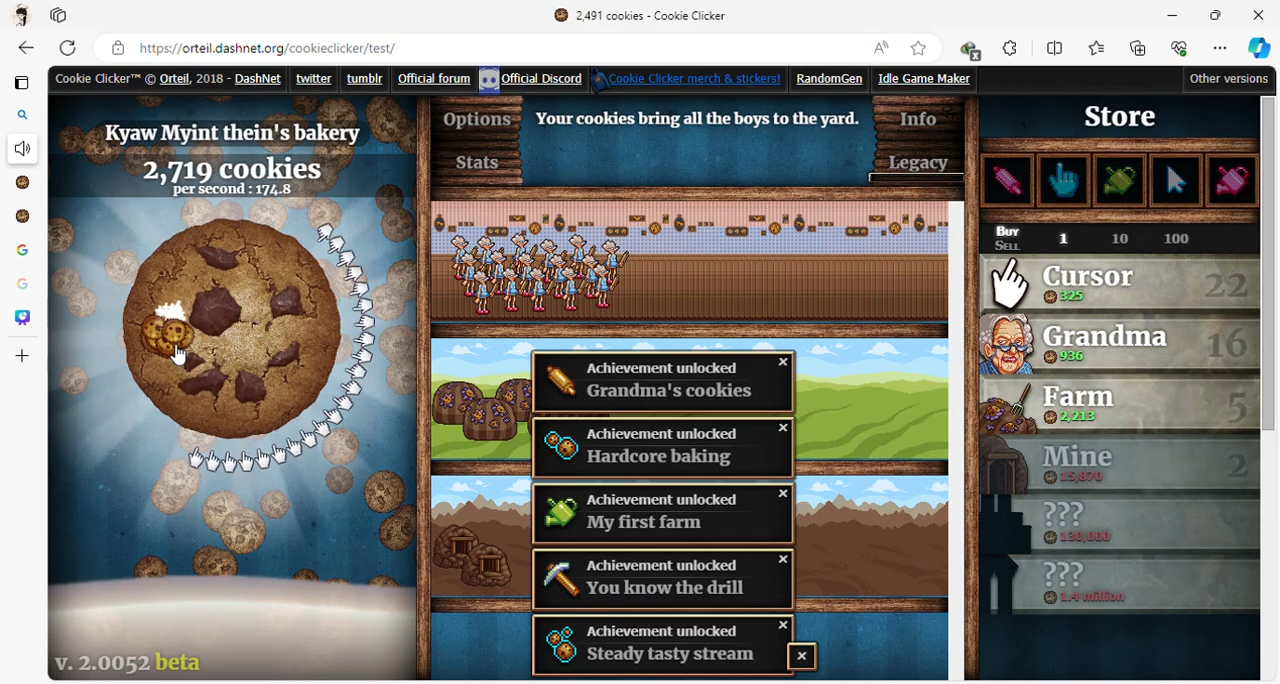 2,491 cookies - Cookie Clicker
https://orteil.dashnet.org/cookieclicker/test/
Cookie Clicker™ © Orteil, 2018 - DashNet
twitter
tumblr
Official forum
Official Discord
Cookie Clicker merch & stickers!
RandomGen
Idle Game Maker
Other versions
Kyaw Myint thein's bakery
2,719 cookies
per second : 174.8
v. 2.0052 beta
Options
Stats
Your cookies bring all the boys to the yard.
Info
Legacy
Achievement unlocked
Grandma's cookies
Achievement unlocked
Hardcore baking
Achievement unlocked
My first farm
Achievement unlocked
You know the drill
Achievement unlocked
Steady tasty stream
Store
BUY
SELL
1
10
100
Cursor
325
22
Grandma
936
16
Farm
2,213
5
Mine
15,870
2
???
130,000
???
1.4 million